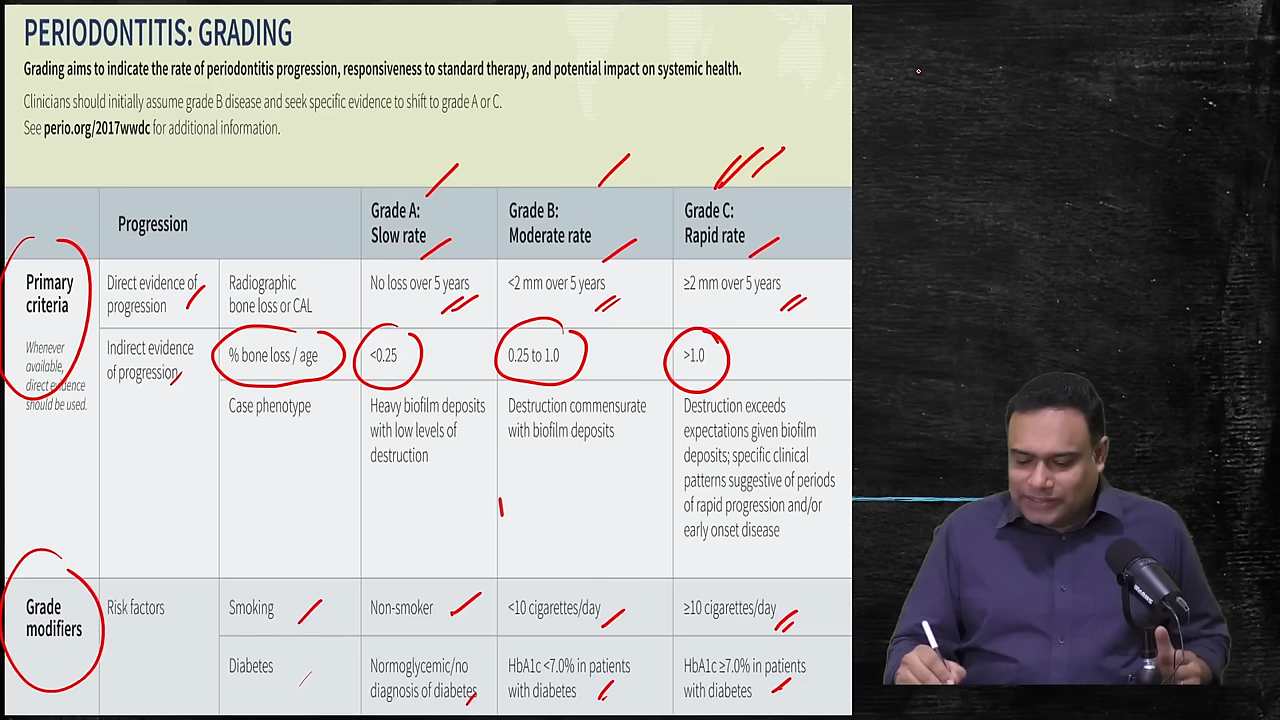 PERIODONTITIS: GRADING
Grading aims to indicate the rate of periodontitis progression, responsiveness to standard therapy, and potential impact on systemic health.
Clinicians should initially assume grade B disease and seek specific evidence to shift to grade A or C.
See perio.org/2017wwdc for additional information.
Progression
Grade A:
Slow rate
Grade B:
Moderate rate
Grade C:
Rapid rate
Primary
criteria
Whenever
available,
direct evidence
should be used.
Direct evidence of
progression
Radiographic
bone loss or CAL
No loss over 5 years
<2 mm over 5 years
≥2 mm over 5 years
Indirect evidence
of progression
% bone loss / age
<0.25
0.25 to 1.0
>1.0
Case phenotype
Heavy biofilm deposits
with low levels of
destruction
Destruction commensurate
with biofilm deposits
Destruction exceeds
expectations given biofilm
deposits; specific clinical
patterns suggestive of periods
of rapid progression and/or
early onset disease
Grade
modifiers
Risk factors
Smoking
Non-smoker
<10 cigarettes/day
≥10 cigarettes/day
Diabetes
Normoglycemic/no
diagnosis of diabetes
HbA1c <7.0% in patients
with diabetes
HbA1c ≥7.0% in patients
with diabetes